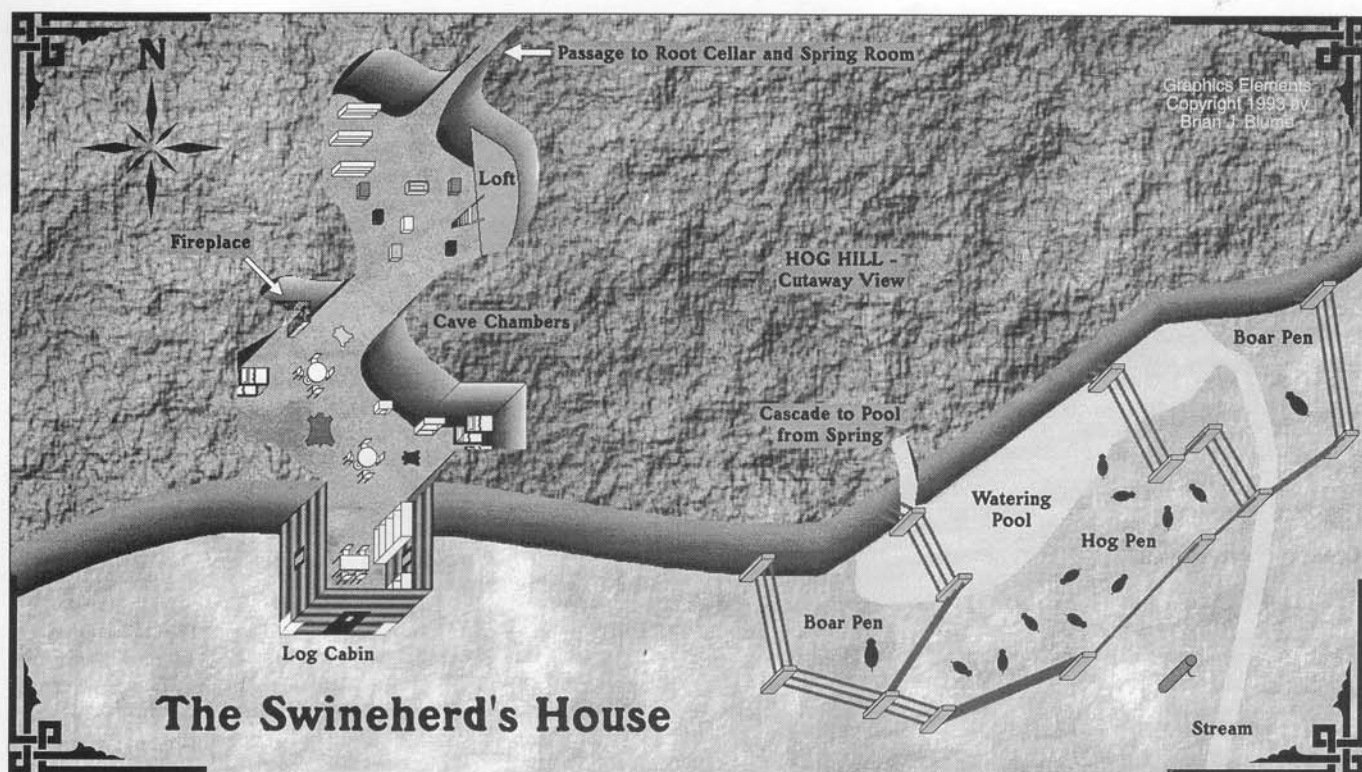 N
Passage to Root Cellar and Spring Room
Graphics Elements
Copyright 1993 by
Brian J. Blume
Loft
Fireplace
HOG HILL -
Cutaway View
Cave Chambers
Boar Pen
Cascade to Pool
from Spring
Watering
Pool
Hog Pen
Boar Pen
Log Cabin
The Swineherd's House
Stream